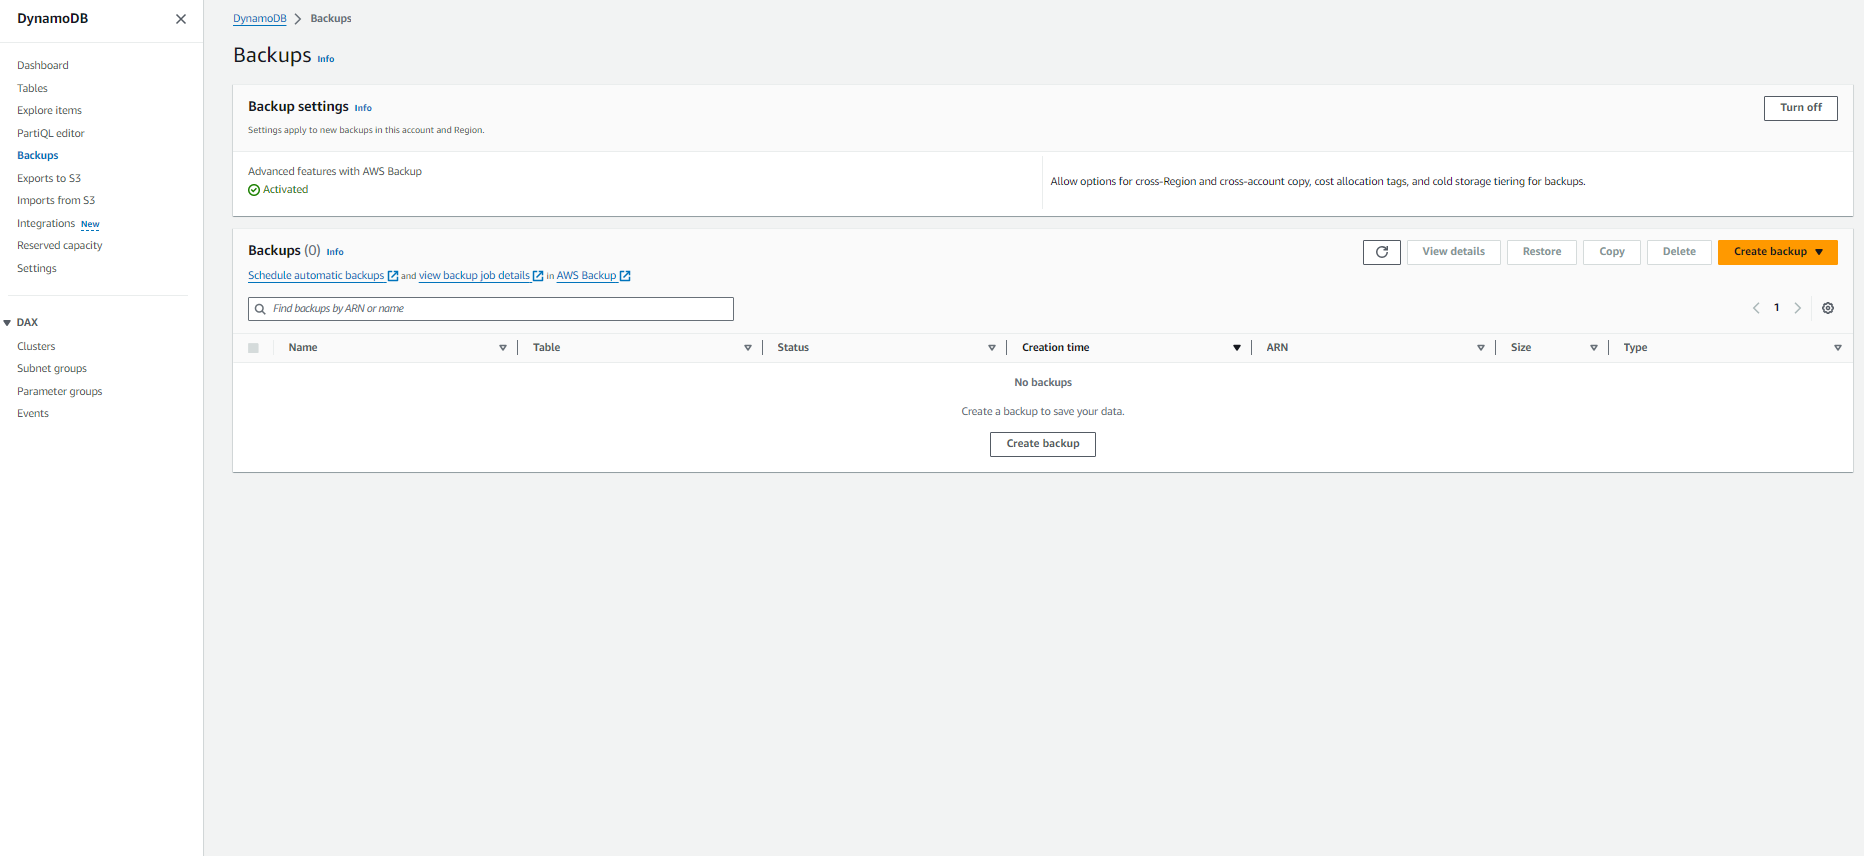 DynamoDB
Dashboard
Tables
Explore items
PartiQL editor
Backups
Exports to S3
Imports from S3
Integrations New
Reserved capacity
Settings
DAX
Clusters
Subnet groups
Parameter groups
Events
DynamoDB Backups
Backups Info
Backup settings Info
Turn off
Settings apply to new backups in this account and Region.
Advanced features with AWS Backup
Activated
Allow options for cross-Region and cross-account copy, cost allocation tags, and cold storage tiering for backups.
Backups (0) Info
View details Restore Copy Delete Create backup
Schedule automatic backups and view backup job details in AWS Backup
Find backups by ARN or name
1
Name Table Status Creation time ARN Size Type
No backups
Create a backup to save your data.
Create backup